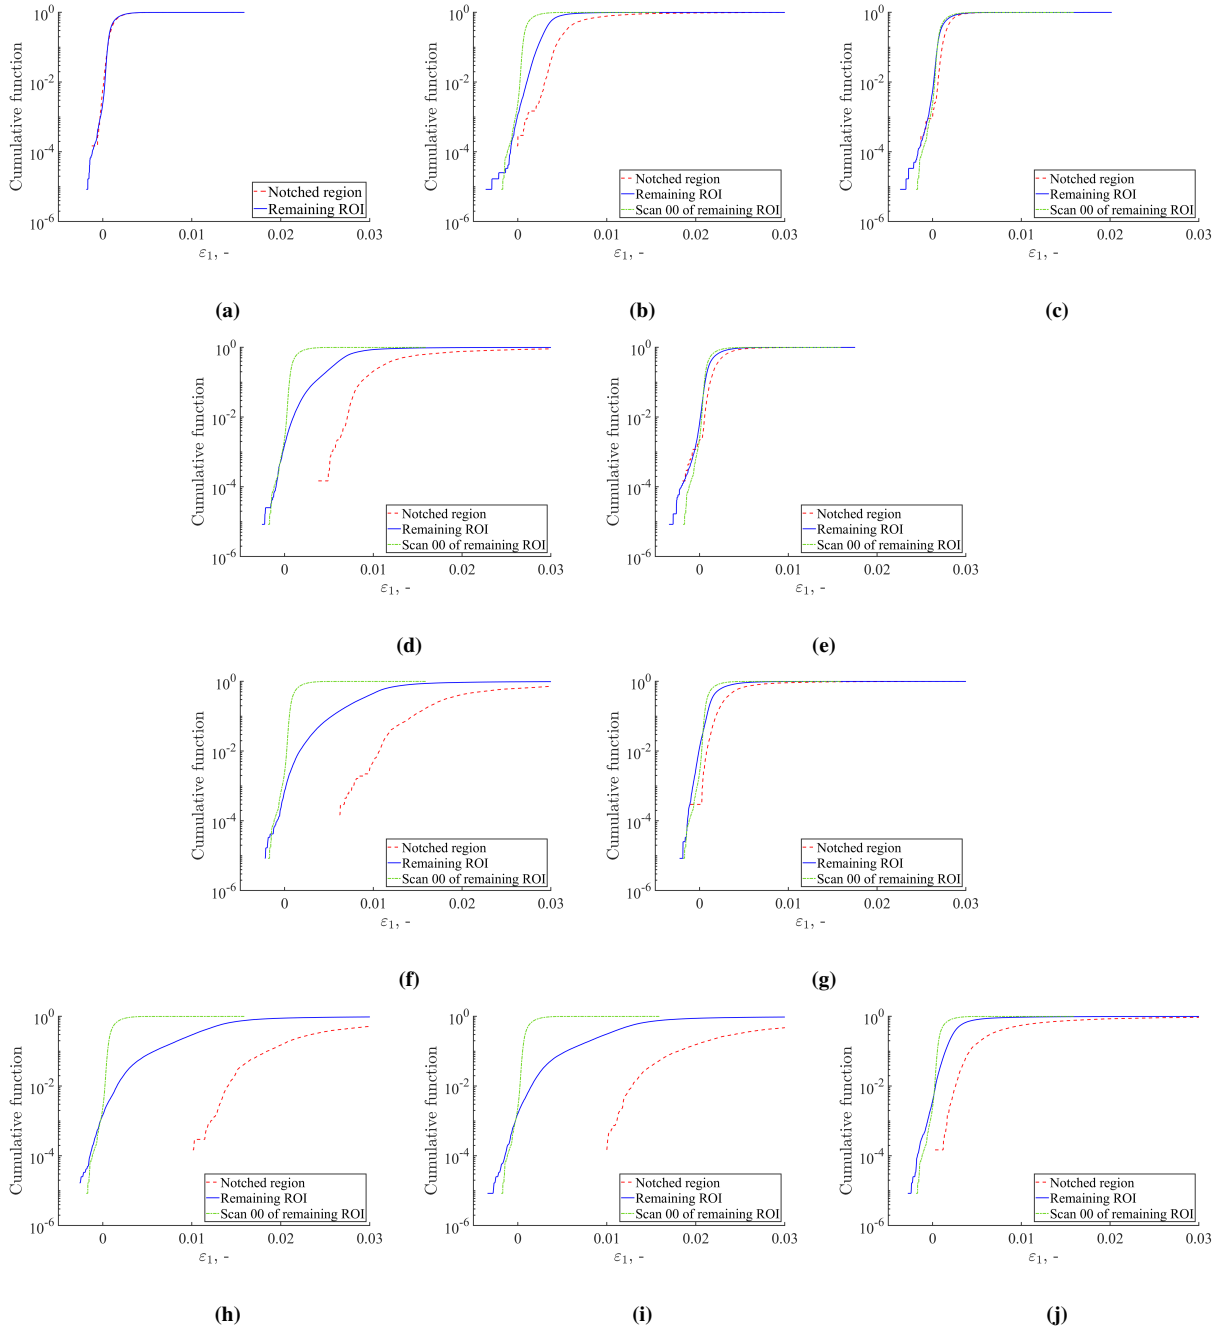 Cumulative function
10^0
10^-2
10^-4
10^-6
0
0.01
0.02
0.03
ε₁, -
Notched region
Remaining ROI
(a)
Cumulative function
10^0
10^-2
10^-4
10^-6
0
0.01
0.02
0.03
ε₁, -
Notched region
Remaining ROI
Scan 00 of remaining ROI
(b)
Cumulative function
10^0
10^-2
10^-4
10^-6
0
0.01
0.02
0.03
ε₁, -
Notched region
Remaining ROI
Scan 00 of remaining ROI
(c)
Cumulative function
10^0
10^-2
10^-4
10^-6
0
0.01
0.02
0.03
ε₁, -
Notched region
Remaining ROI
Scan 00 of remaining ROI
(d)
Cumulative function
10^0
10^-2
10^-4
10^-6
0
0.01
0.02
0.03
ε₁, -
Notched region
Remaining ROI
Scan 00 of remaining ROI
(e)
Cumulative function
10^0
10^-2
10^-4
10^-6
0
0.01
0.02
0.03
ε₁, -
Notched region
Remaining ROI
Scan 00 of remaining ROI
(f)
Cumulative function
10^0
10^-2
10^-4
10^-6
0
0.01
0.02
0.03
ε₁, -
Notched region
Remaining ROI
Scan 00 of remaining ROI
(g)
Cumulative function
10^0
10^-2
10^-4
10^-6
0
0.01
0.02
0.03
ε₁, -
Notched region
Remaining ROI
Scan 00 of remaining ROI
(h)
Cumulative function
10^0
10^-2
10^-4
10^-6
0
0.01
0.02
0.03
ε₁, -
Notched region
Remaining ROI
Scan 00 of remaining ROI
(i)
Cumulative function
10^0
10^-2
10^-4
10^-6
0
0.01
0.02
0.03
ε₁, -
Notched region
Remaining ROI
Scan 00 of remaining ROI
(j)